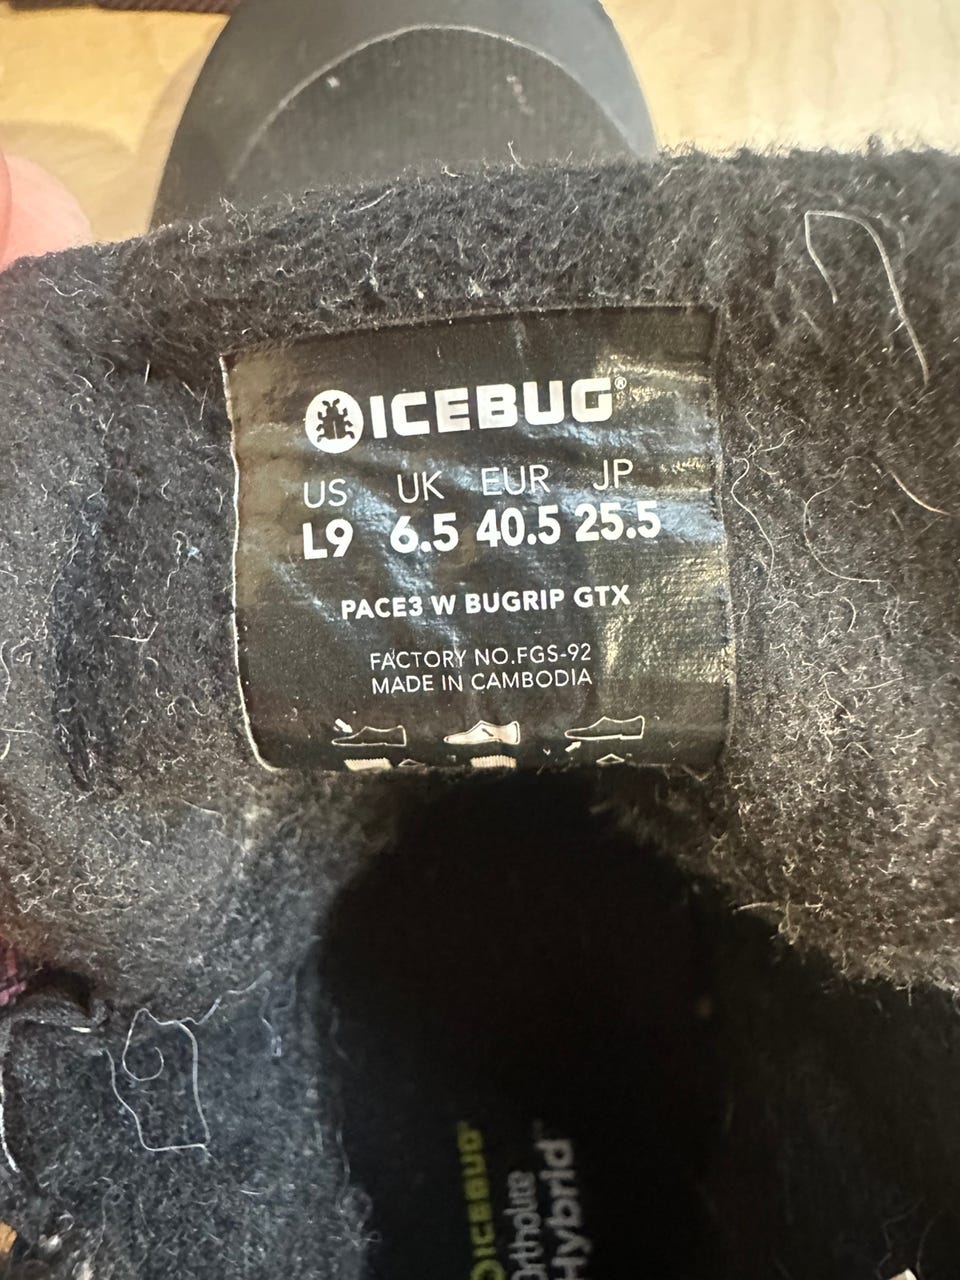 ICEBUG®
US UK EUR JP
L9 6.5 40.5 25.5
PACE3 W BUGRIP GTX
FACTORY NO.FGS-92
MADE IN CAMBODIA
ICEBUG
Ortholite
Hybrid